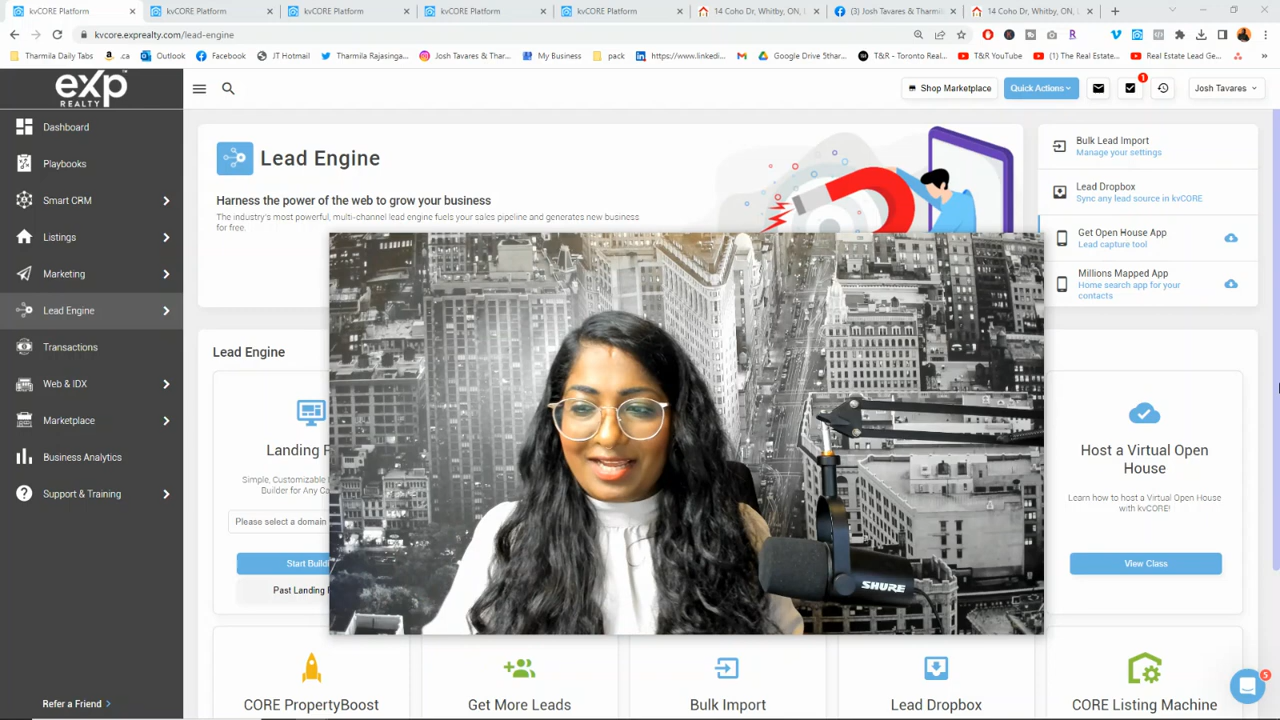 kvCORE Platform
kvCORE Platform
kvCORE Platform
kvCORE Platform
kvCORE Platform
14 Coho Dr, Whitby, ON, L
(3) Josh Tavares & Tharmil
14 Coho Dr, Whitby, ON, L
kvcore.exprealty.com/lead-engine
Tharmila Daily Tabs
.ca
Outlook
Facebook
JT Hotmail
Tharmila Rajasing...
Josh Tavares & Thar...
My Business
pack
https://www.linkedi...
Google Drive 5thar...
T&R - Toronto Real...
T&R YouTube
(1) The Real Estate...
Real Estate Lead Ge...
exp
REALTY
Shop Marketplace
Quick Actions
1
Josh Tavares
Dashboard
Playbooks
Smart CRM
Listings
Marketing
Lead Engine
Transactions
Web & IDX
Marketplace
Business Analytics
Support & Training
Refer a Friend
Lead Engine
Harness the power of the web to grow your business
The industry's most powerful, multi-channel lead engine fuels your sales pipeline and generates new business
for free.
Bulk Lead Import
Manage your settings
Lead Dropbox
Sync any lead source in kvCORE
Get Open House App
Lead capture tool
Millions Mapped App
Home search app for your
contacts
Lead Engine
Landing P
Simple, Customizable
Builder for Any Ca
Please select a domain
Start Buildi
Past Landing
SHURE
Host a Virtual Open
House
Learn how to host a Virtual Open House
with kvCORE!
View Class
CORE PropertyBoost
Get More Leads
Bulk Import
Lead Dropbox
CORE Listing Machine
5